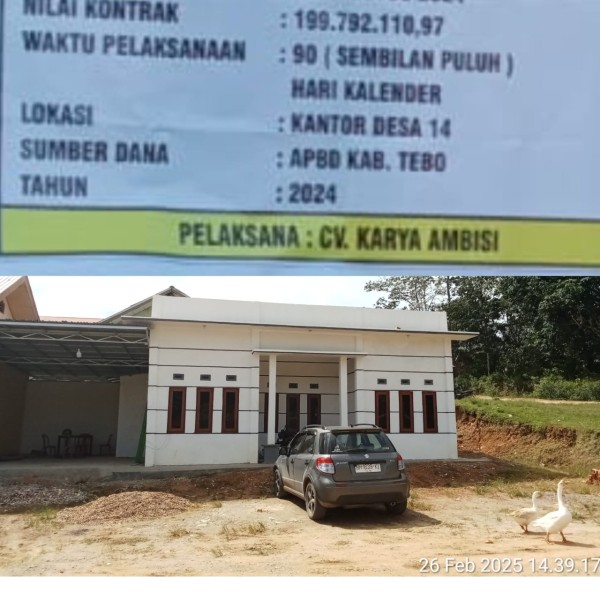 NILAI KONTRAK : 199.792.110,97
WAKTU PELAKSANAAN : 90 ( SEMBILAN PULUH )
HARI KALENDER
LOKASI : KANTOR DESA 14
SUMBER DANA : APBD KAB. TEBO
TAHUN : 2024
PELAKSANA : CV. KARYA AMBISI
26 Feb 2025 14.39.17